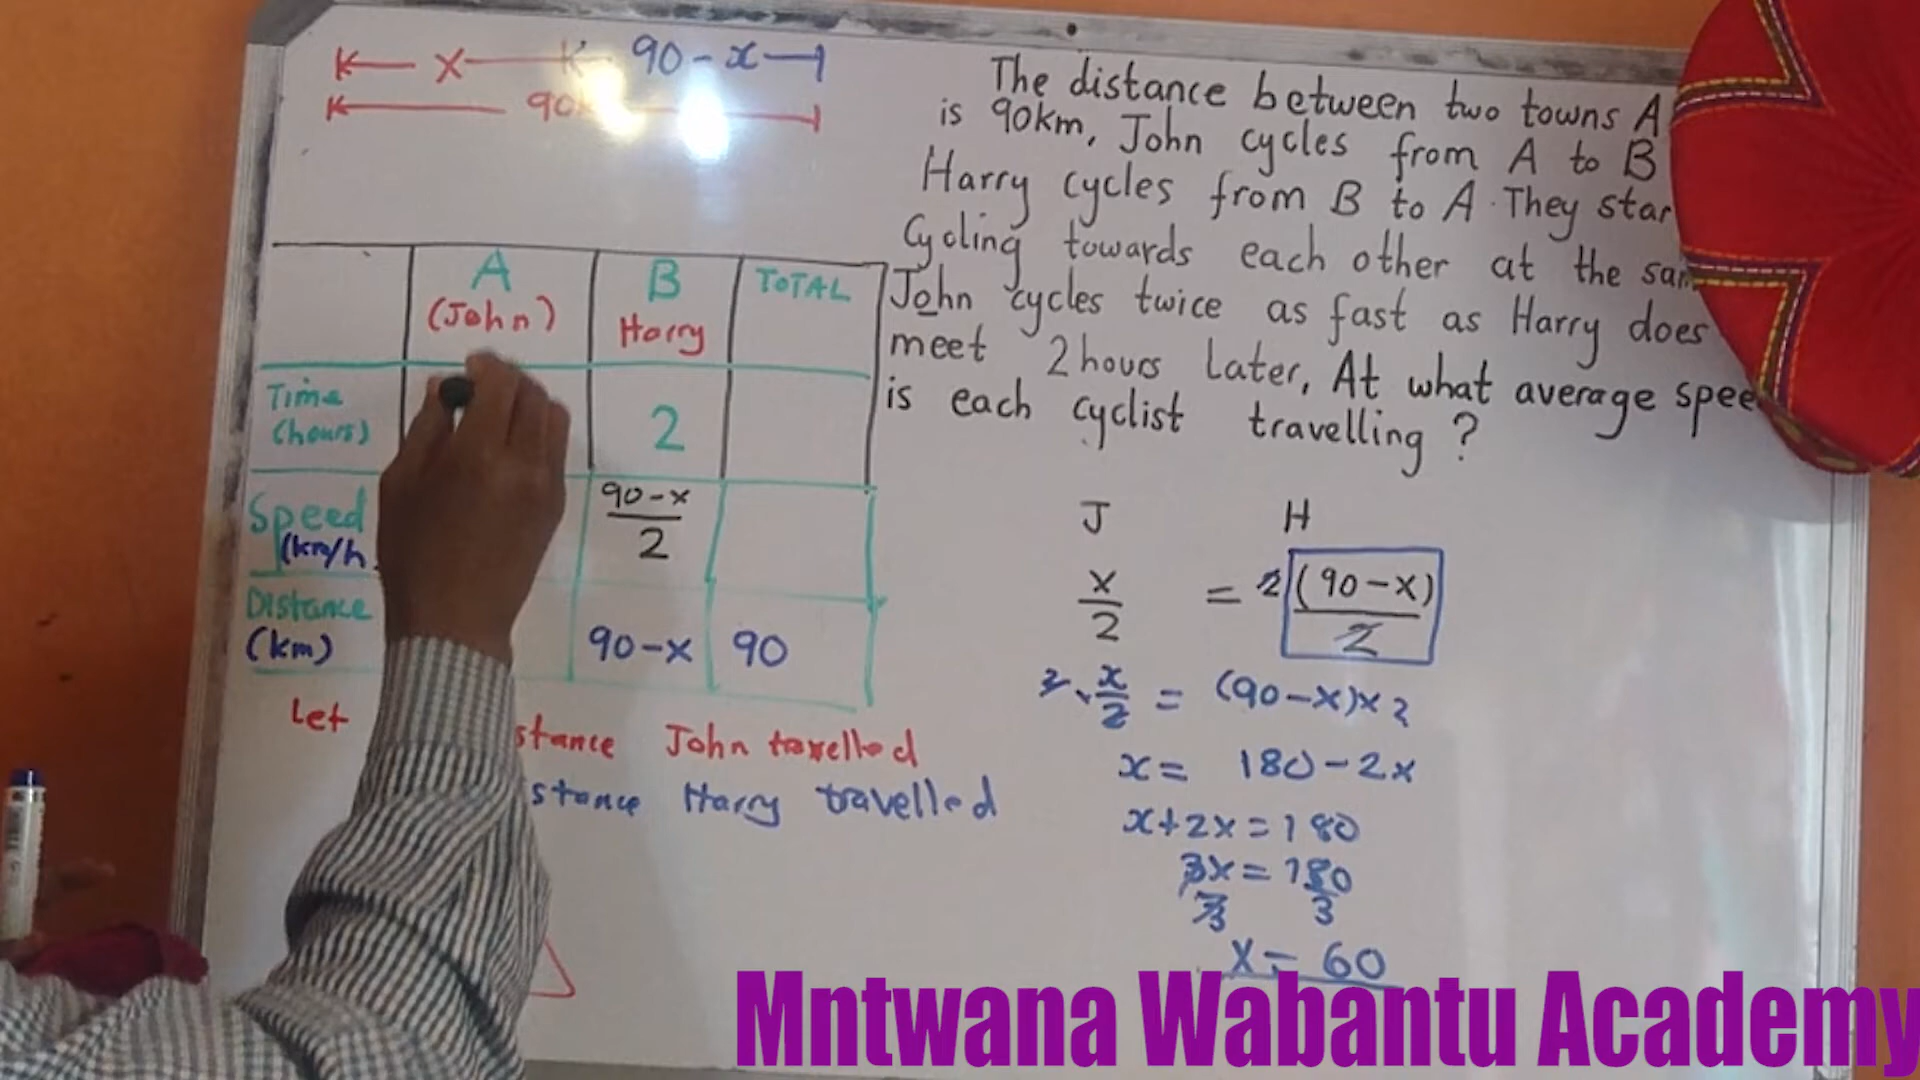 x 90-x
90
The distance between two towns A
is 90km. John cycles from A to B
Harry cycles from B to A. They star
Cycling towards each other at the sam
John cycles twice as fast as Harry does
meet 2 hours Later. At what average spee
is each cyclist travelling?
A B TOTAL
(John) Harry
Time
(hours) 2
Speed 90-x
(km/h 2
Distance
(km) 90-x 90
Let stance John travelled
stance Harry travelled
J H
x/2 = 2 (90-x)/2
2 . x/2 = (90-x)x2
x = 180-2x
x+2x=180
3x=180
3 3
x = 60
Mntwana Wabantu Academy